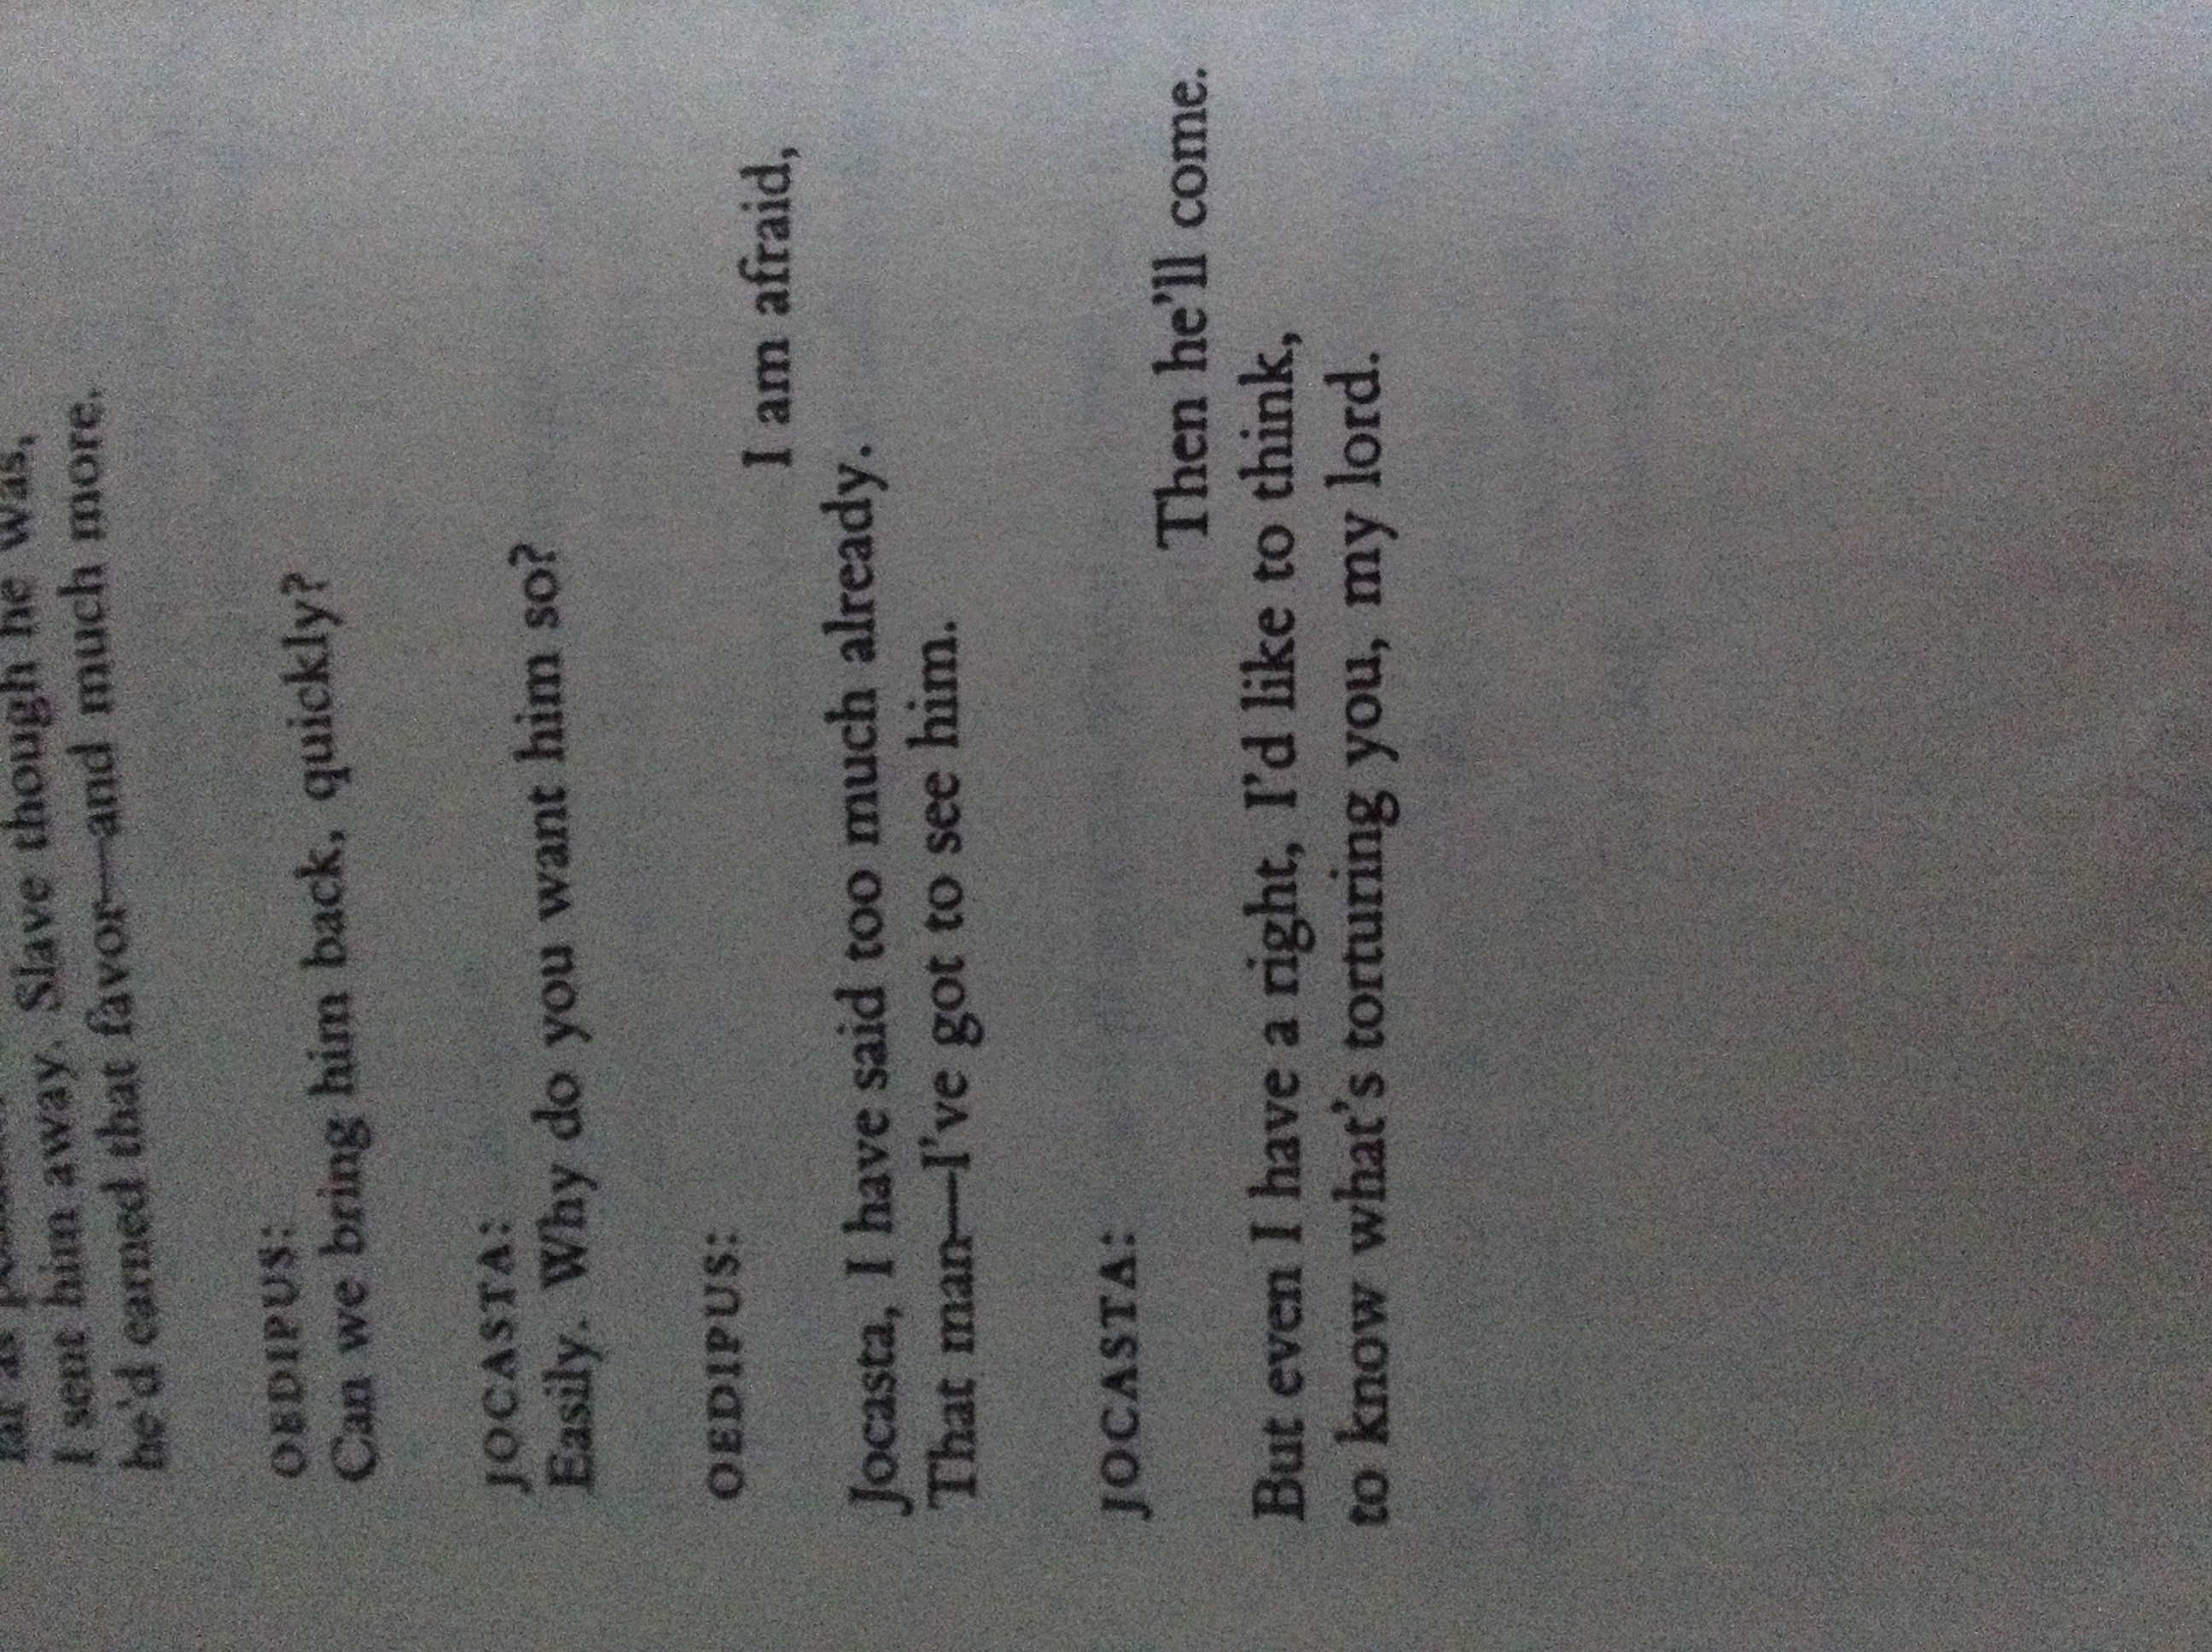 far as
I sent him away. Slave though he was,
he'd earned that favor—and much more.
OEDIPUS:
Can we bring him back, quickly?
JOCASTA:
Easily. Why do you want him so?
OEDIPUS:
I am afraid,
Jocasta, I have said too much already.
That man—I've got to see him.
JOCASTA:
Then he'll come.
But even I have a right, I'd like to think,
to know what's torturing you, my lord.